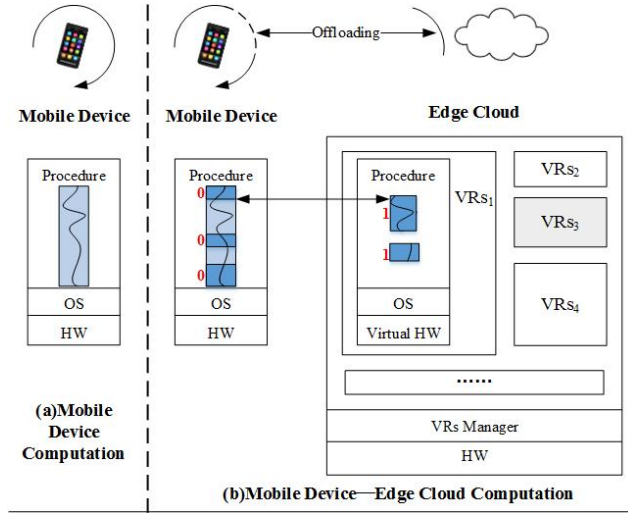 Offloading
Mobile Device
Mobile Device
Edge Cloud
Procedure
OS
HW
(a)Mobile
Device
Computation
Procedure
0
0
0
OS
HW
Procedure
1
1
OS
Virtual HW
VRs1
VRs2
VRs3
VRs4
......
VRs Manager
HW
(b)Mobile Device—Edge Cloud Computation